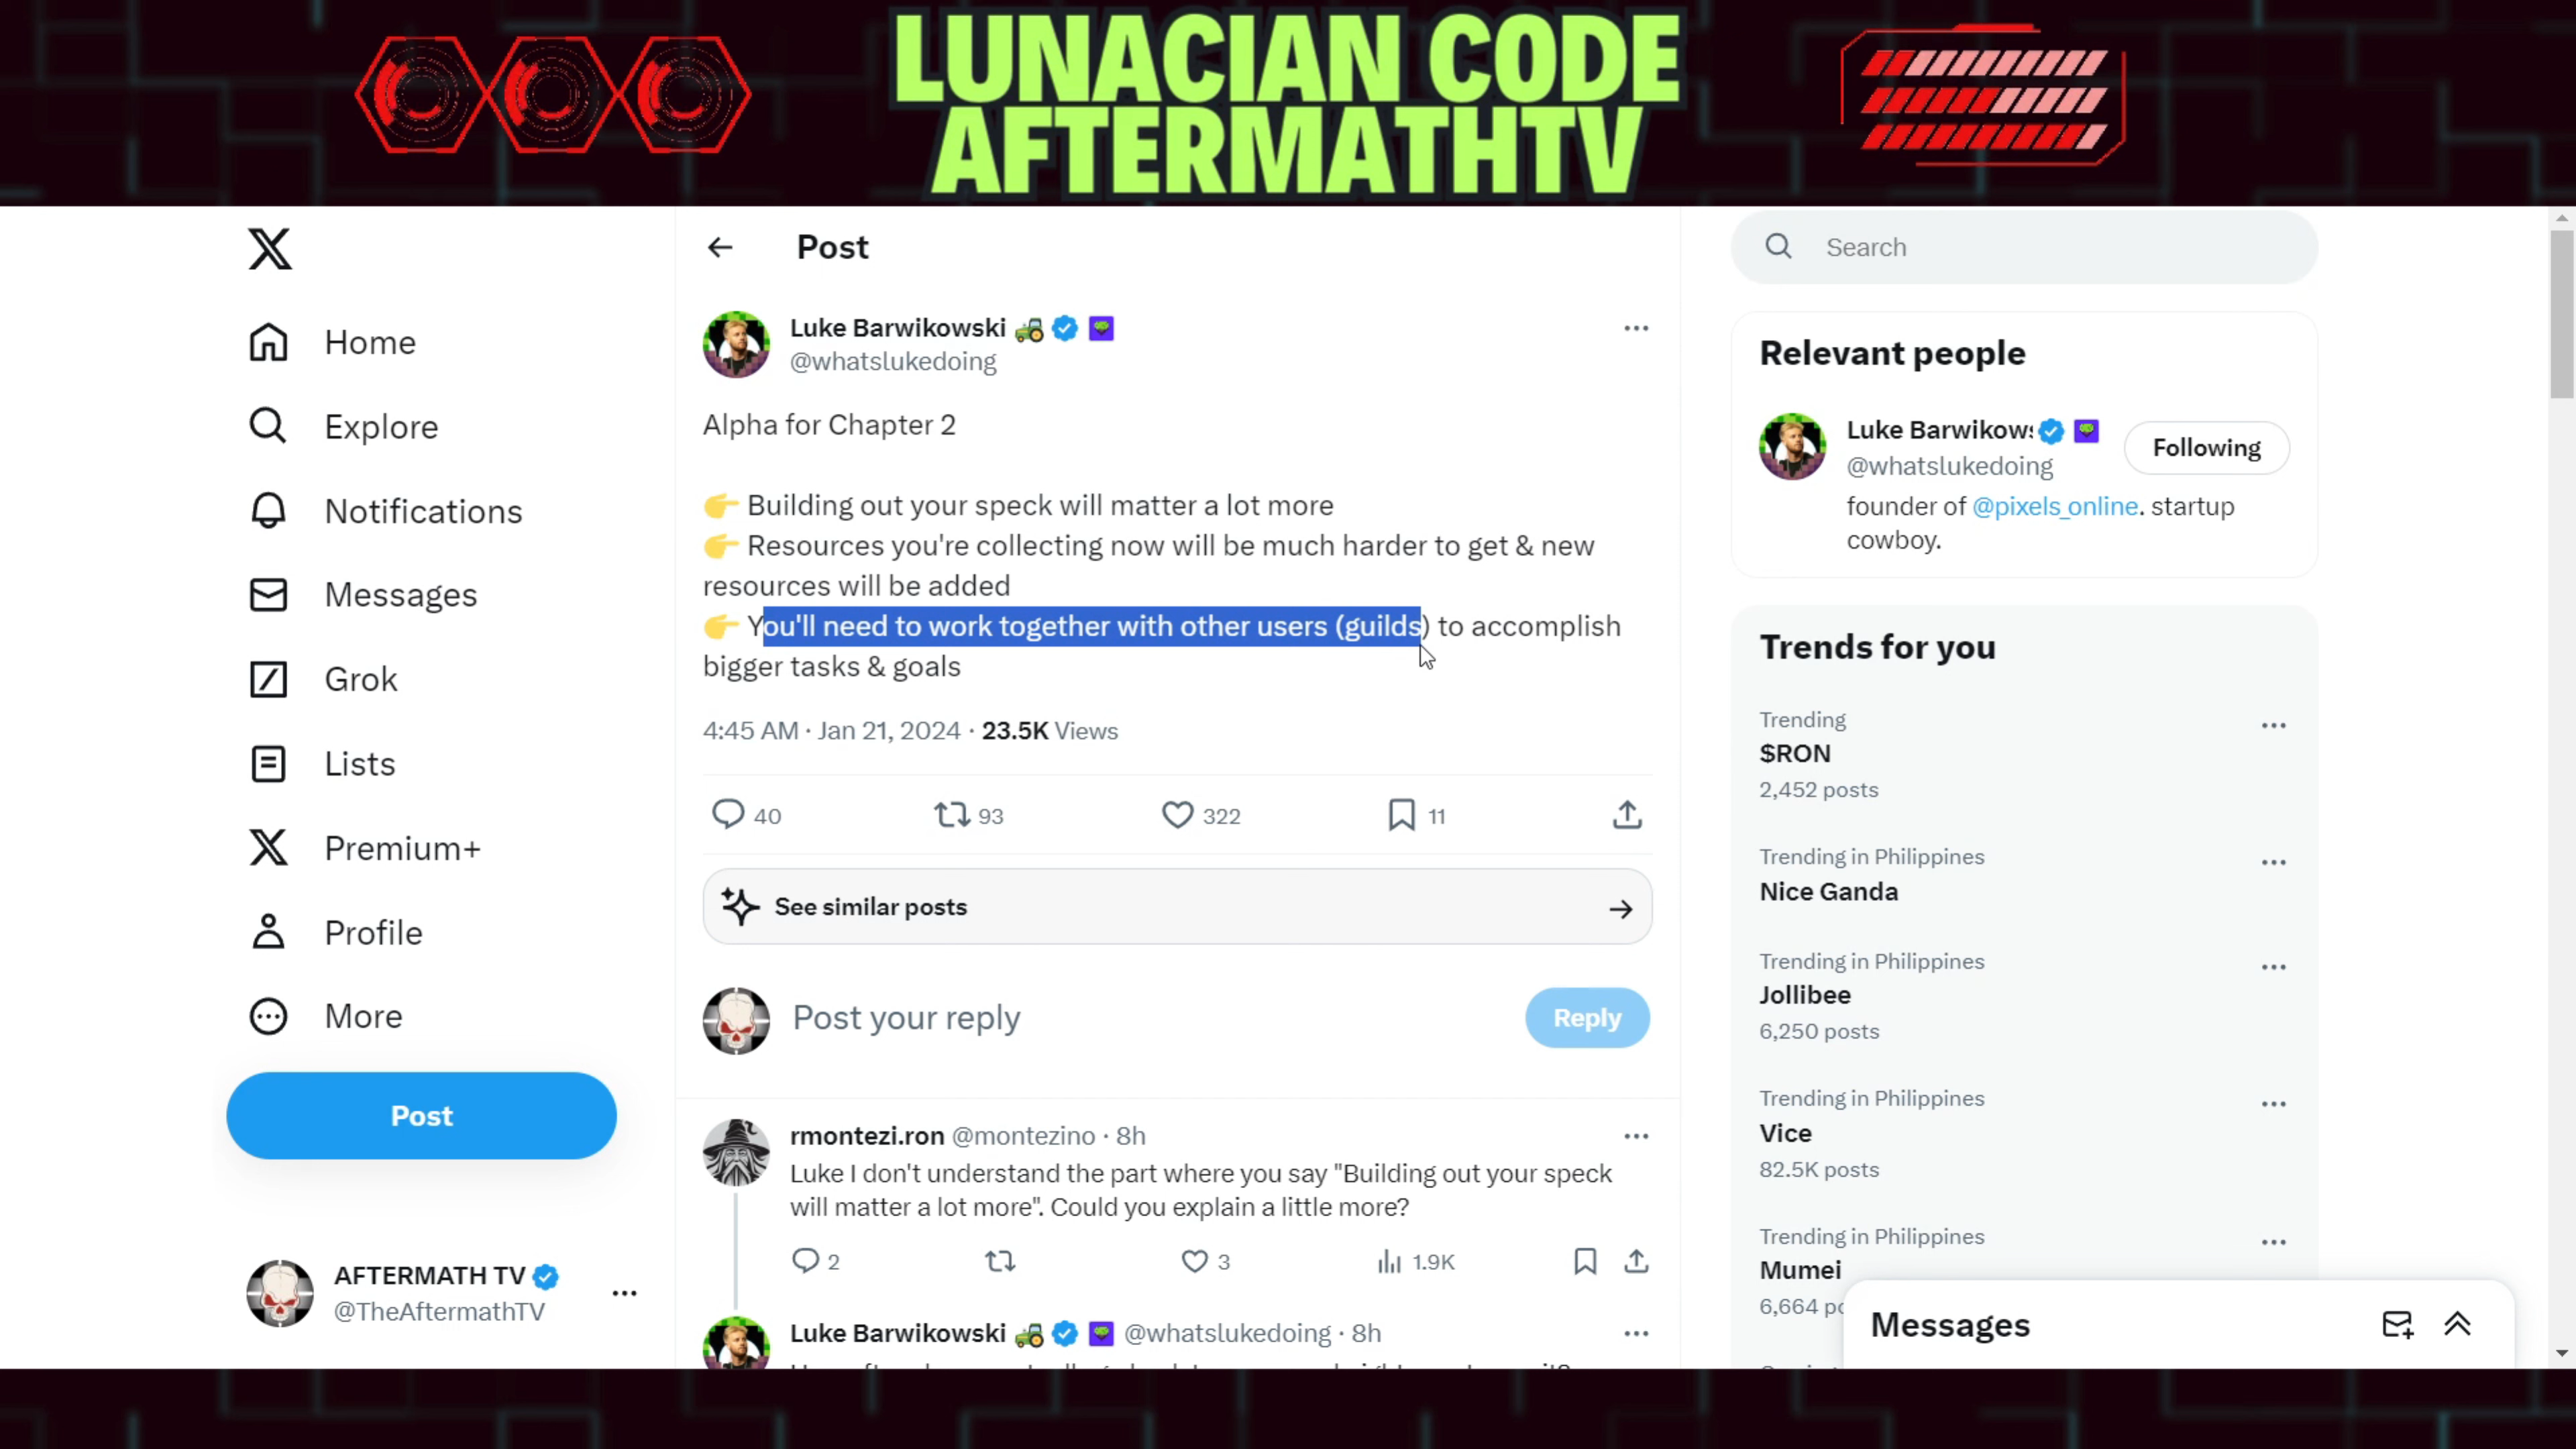 LUNACIAN CODE
AFTERMATHTV
Home
Explore
Notifications
Messages
Grok
Lists
Premium+
Profile
More
Post
AFTERMATH TV
@TheAftermathTV
Post
Luke Barwikowski
@whatslukedoing
Alpha for Chapter 2
👉 Building out your speck will matter a lot more
👉 Resources you're collecting now will be much harder to get & new
resources will be added
👉 You'll need to work together with other users (guilds) to accomplish
bigger tasks & goals
4:45 AM · Jan 21, 2024 · 23.5K Views
40 93 322 11
See similar posts
Post your reply
Reply
rmontezi.ron @montezino · 8h
Luke I don't understand the part where you say "Building out your speck
will matter a lot more". Could you explain a little more?
2 3 1.9K
Luke Barwikowski @whatslukedoing · 8h
Search
Relevant people
Luke Barwikows
@whatslukedoing
Following
founder of @pixels_online. startup
cowboy.
Trends for you
Trending
$RON
2,452 posts
Trending in Philippines
Nice Ganda
Trending in Philippines
Jollibee
6,250 posts
Trending in Philippines
Vice
82.5K posts
Trending in Philippines
Mumei
6,664 po
Messages